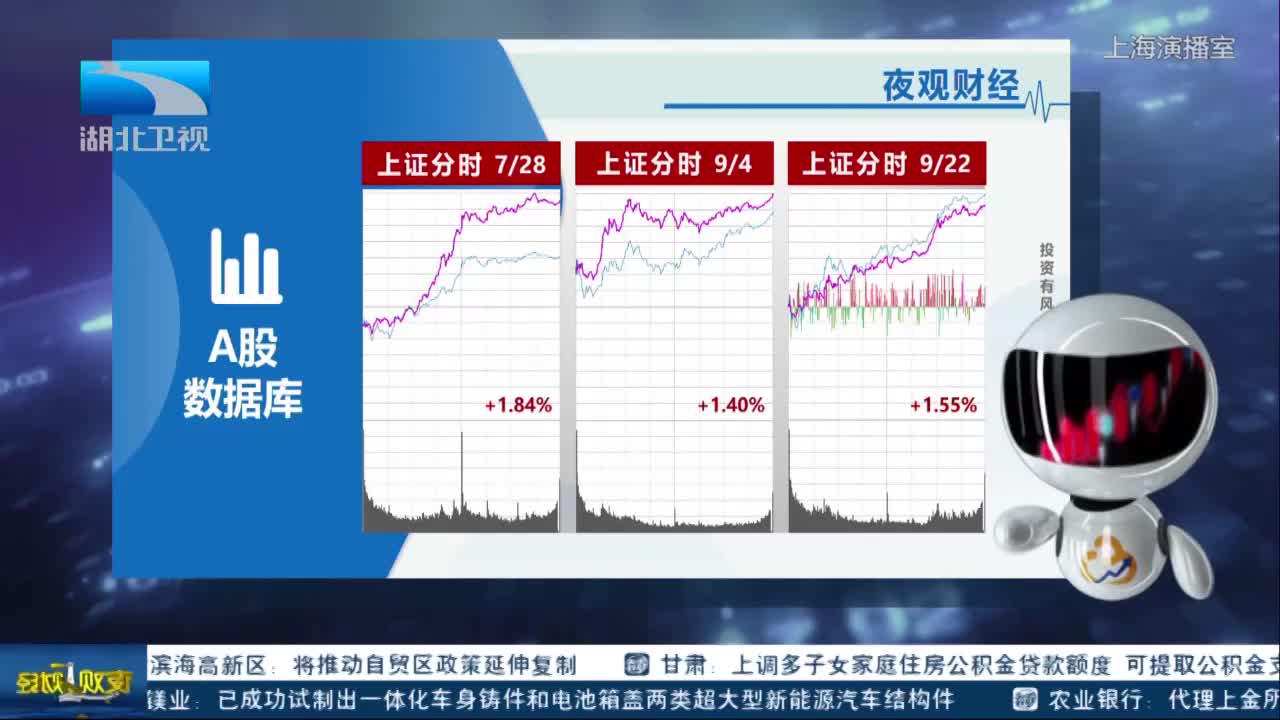 上海演播室
夜观财经
湖北卫视
上证分时 7/28
上证分时 9/4
上证分时 9/22
投资有风
A股
数据库
+1.84%
+1.40%
+1.55%
滨海高新区：将推动自贸区政策延伸复制
甘肃：上调多子女家庭住房公积金贷款额度 可提取公积金支
镁业：已成功试制出一体化车身铸件和电池箱盖两类超大型新能源汽车结构件
农业银行：代理上金所